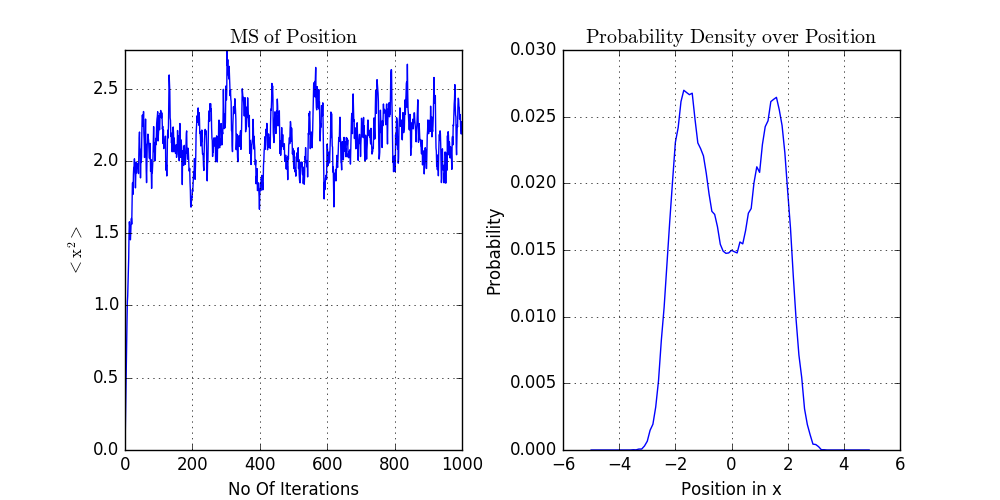 MS of Position
2.5
2.0
1.5
1.0
0.5
0.0
< x² >
0 200 400 600 800 1000
No Of Iterations
Probability Density over Position
0.030
0.025
0.020
0.015
0.010
0.005
0.000
Probability
−6 −4 −2 0 2 4 6
Position in x